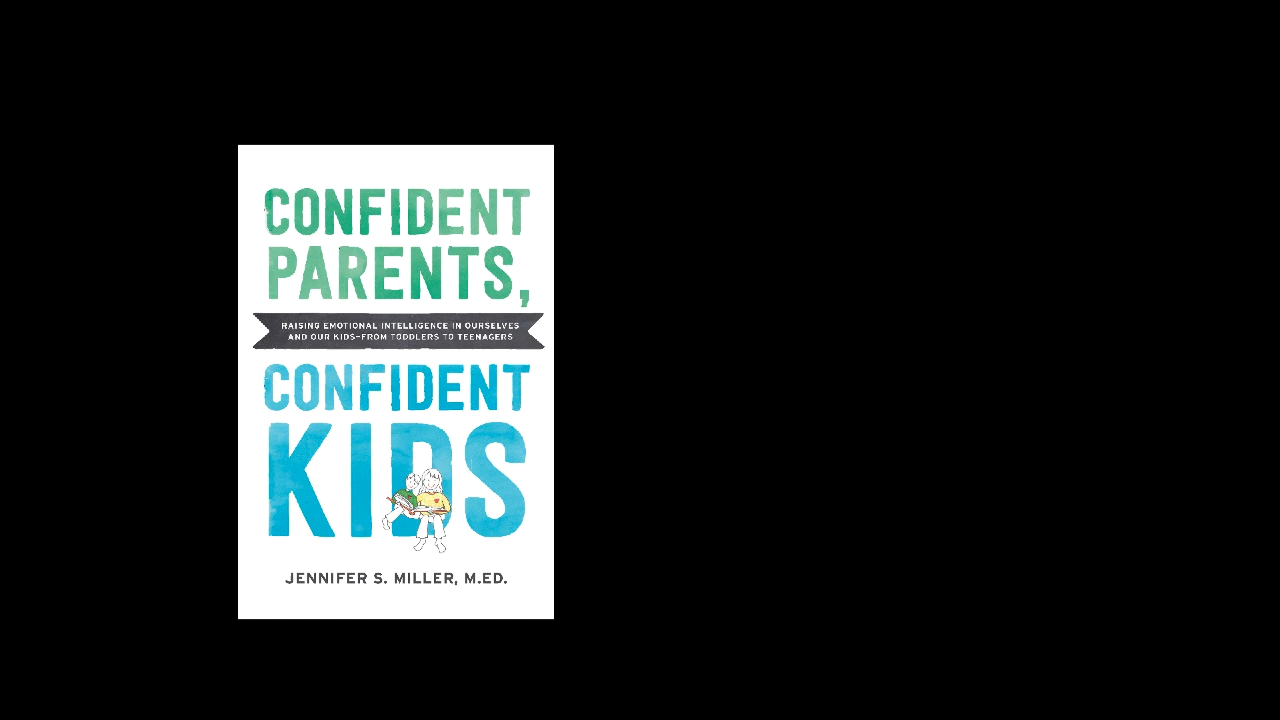 CONFIDENT
PARENTS,
RAISING EMOTIONAL INTELLIGENCE IN OURSELVES
AND OUR KIDS–FROM TODDLERS TO TEENAGERS
CONFIDENT
KIDS
JENNIFER S. MILLER, M.ED.